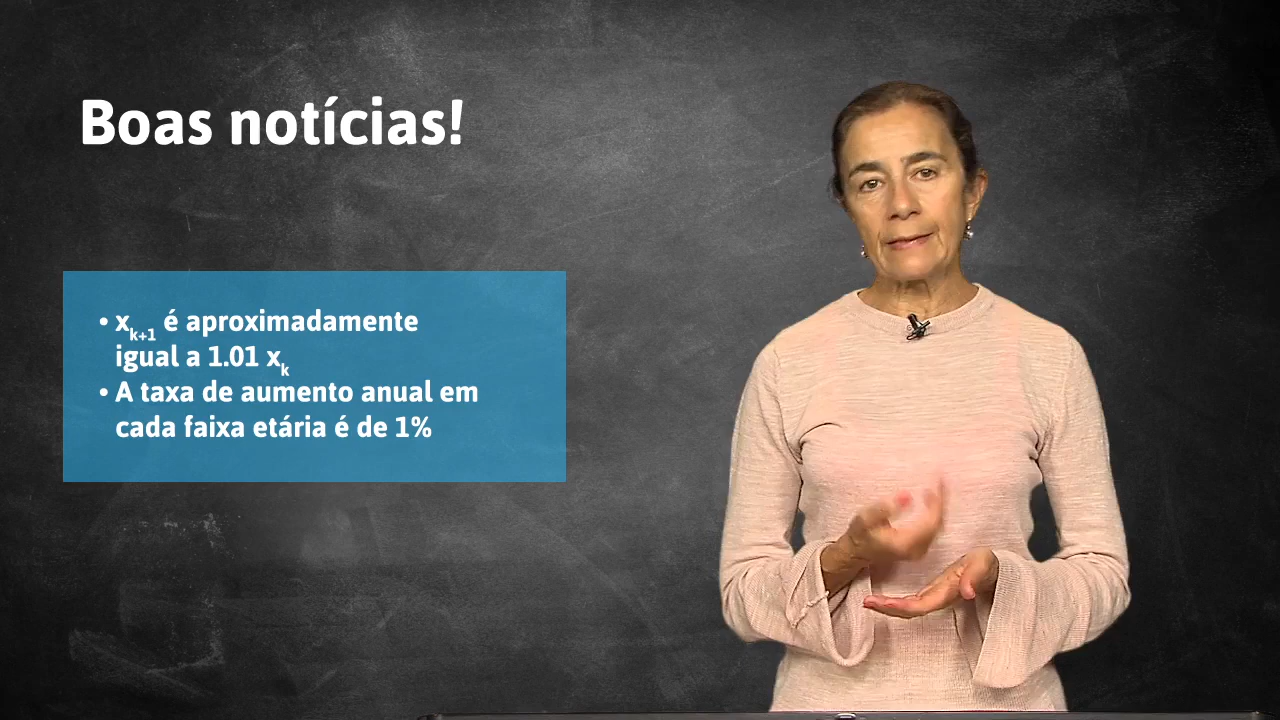 Boas notícias!
• xk+1 é aproximadamente
igual a 1.01 xk
• A taxa de aumento anual em
cada faixa etária é de 1%